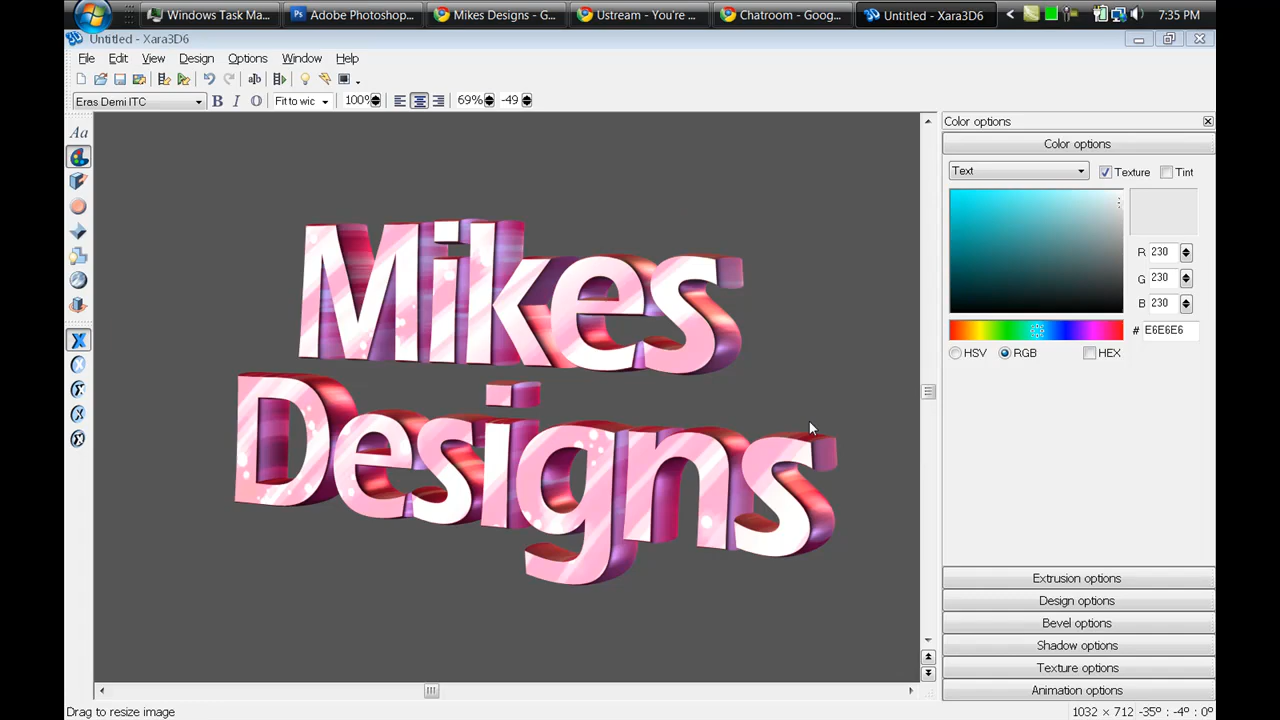 Windows Task Ma...
Adobe Photoshop...
Mikes Designs - G...
Ustream - You're ...
Chatroom - Goog...
Untitled - Xara3D6
7:35 PM
Untitled - Xara3D6
File Edit View Design Options Window Help
Eras Demi ITC B I O Fit to wic 100% 69% -49
Aa
Color options
Color options
Text Texture Tint
R 230
G 230
B 230
# E6E6E6
HSV RGB HEX
Mikes
Designs
Extrusion options
Design options
Bevel options
Shadow options
Texture options
Animation options
Drag to resize image 1032 × 712 -35° : -4° : 0°